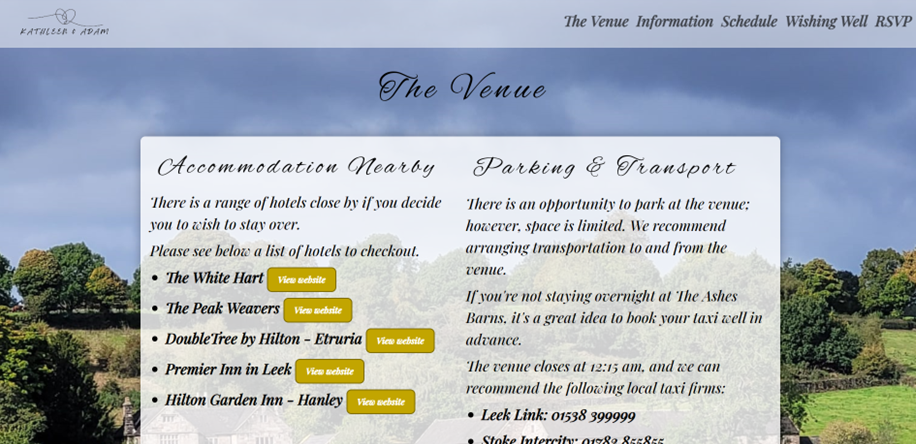 KATHLEEN & ADAM
The Venue Information Schedule Wishing Well RSVP
The Venue
Accommodation Nearby
There is a range of hotels close by if you decide
you to wish to stay over.
Please see below a list of hotels to checkout.
• The White Hart View website
• The Peak Weavers View website
• DoubleTree by Hilton - Etruria View website
• Premier Inn in Leek View website
• Hilton Garden Inn - Hanley View website
Parking & Transport
There is an opportunity to park at the venue;
however, space is limited. We recommend
arranging transportation to and from the
venue.
If you're not staying overnight at The Ashes
Barns, it's a great idea to book your taxi well in
advance.
The venue closes at 12:15 am, and we can
recommend the following local taxi firms:
• Leek Link: 01538 399999
• Stoke Intercity: 01782 855855